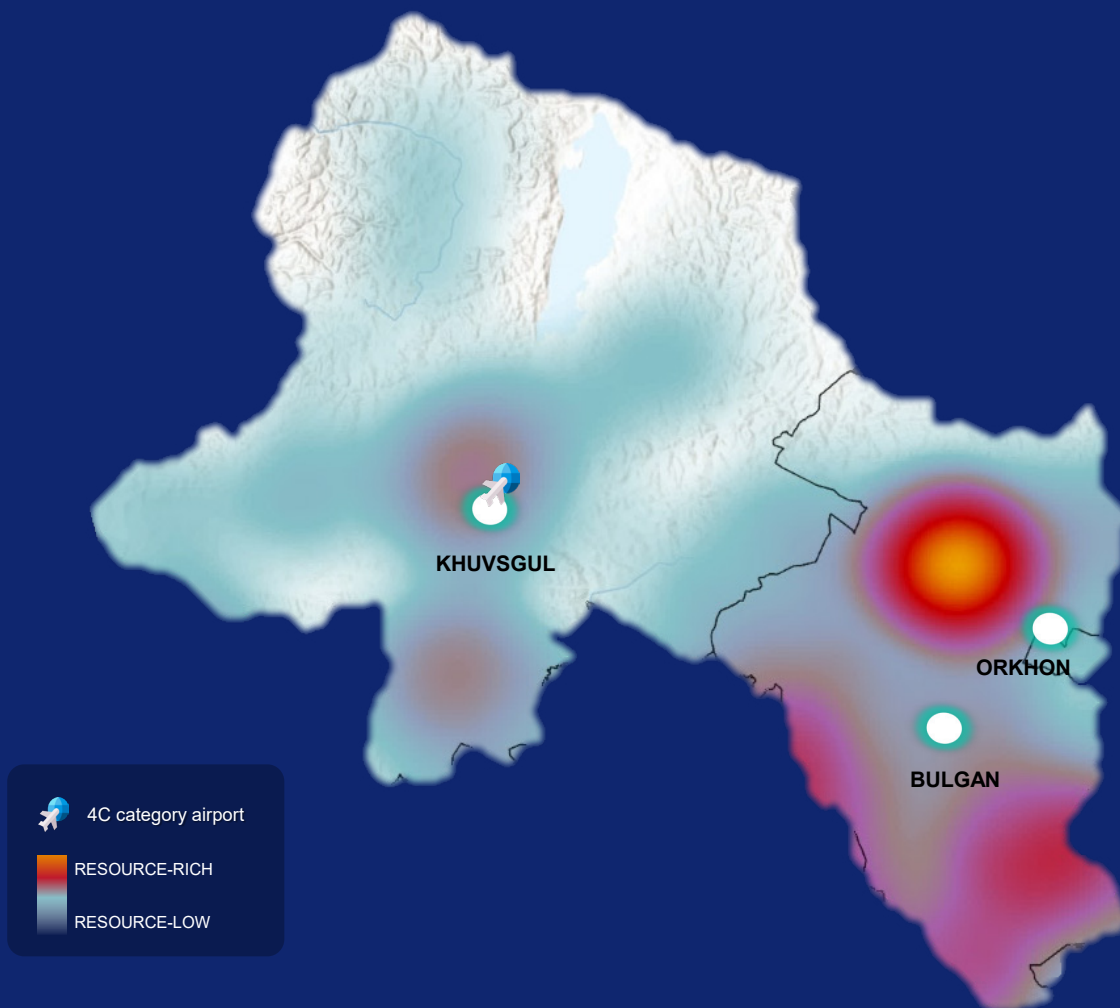 KHUVSGUL
ORKHON
BULGAN
4C category airport
RESOURCE-RICH
RESOURCE-LOW